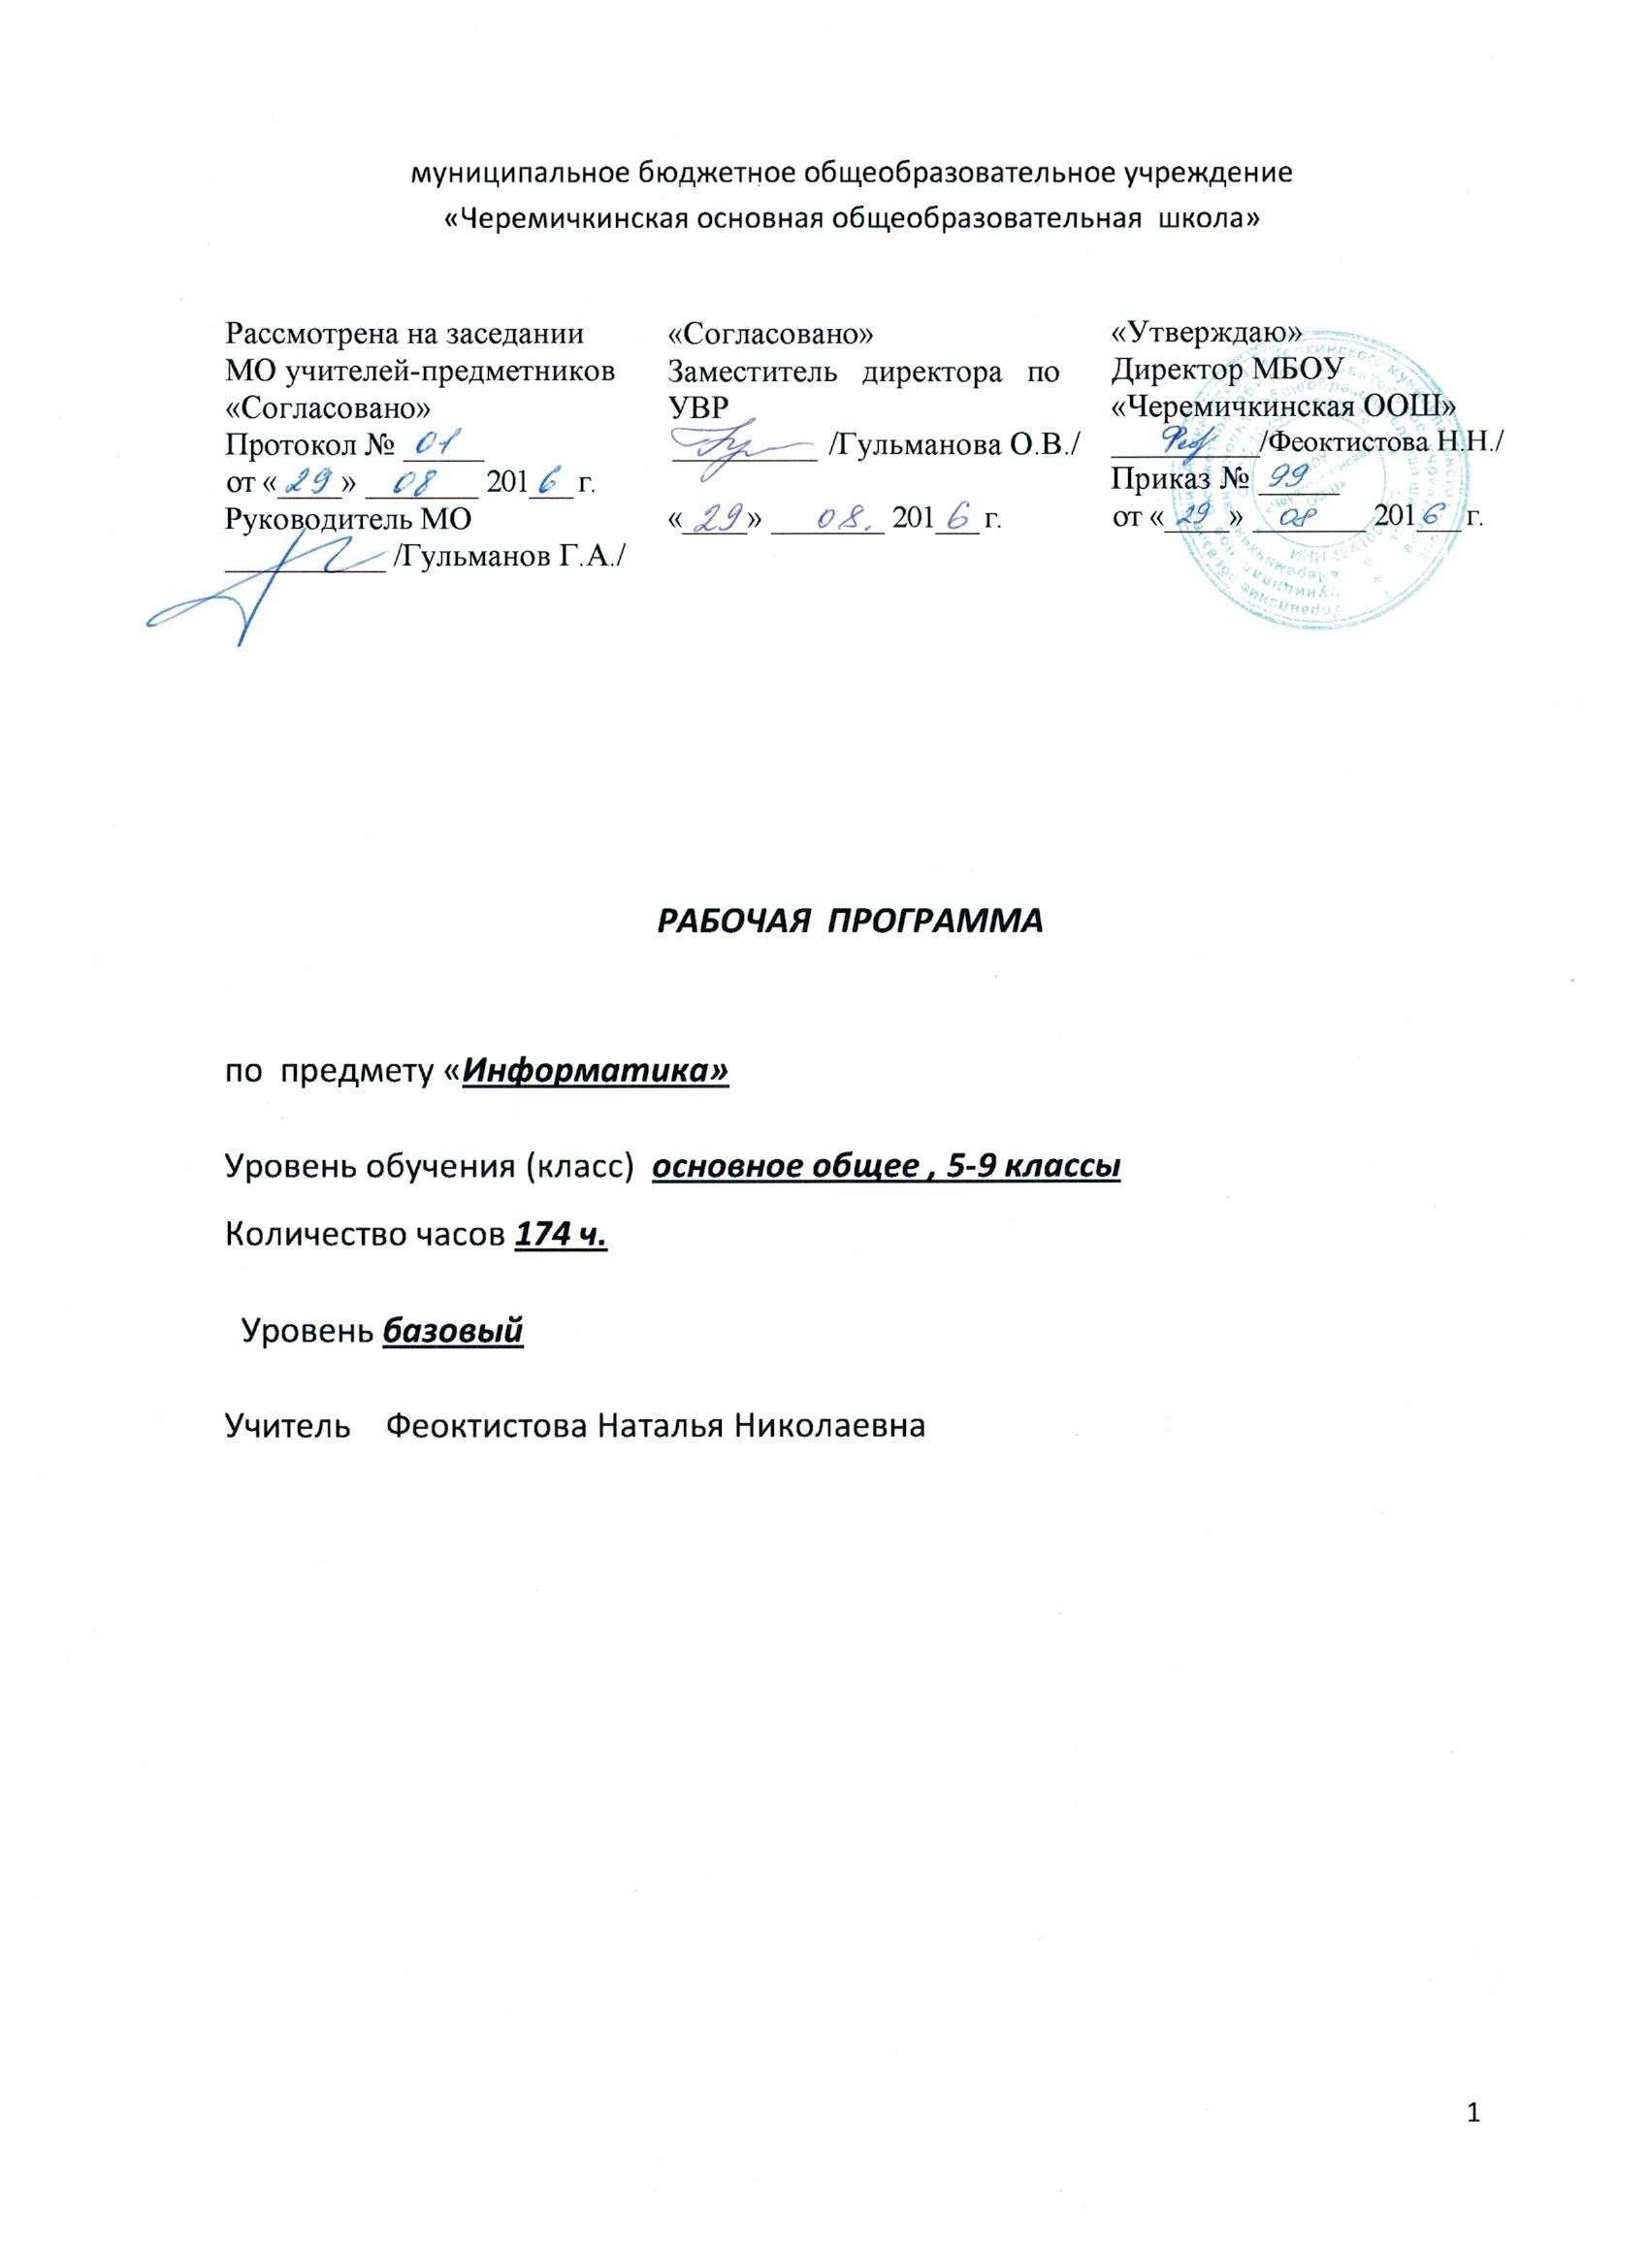 муниципальное бюджетное общеобразовательное учреждение
«Черемичкинская основная общеобразовательная школа»
Рассмотрена на заседании
МО учителей-предметников
«Согласовано»
Протокол № 01
от «29» 08 2016 г.
Руководитель МО
/Гульманов Г.А./
«Согласовано»
Заместитель директора по
УВР
/Гульманова О.В./
«29» 08. 2016 г.
«Утверждаю»
Директор МБОУ
«Черемичкинская ООШ»
/Феоктистова Н.Н./
Приказ № 99
от «29» 08 2016 г.
РАБОЧАЯ ПРОГРАММА
по предмету «Информатика»
Уровень обучения (класс) основное общее , 5-9 классы
Количество часов 174 ч.
Уровень базовый
Учитель Феоктистова Наталья Николаевна
1